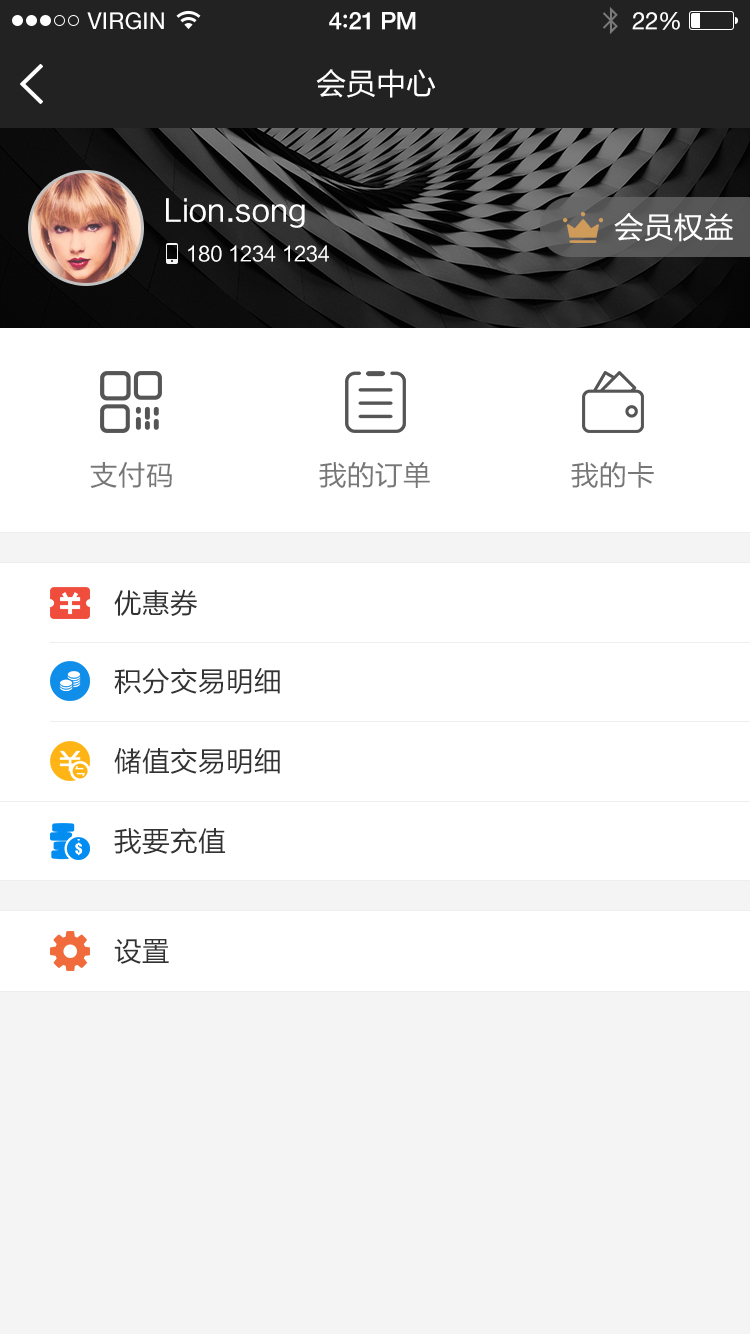 VIRGIN 4:21 PM 22%
会员中心
Lion.song
180 1234 1234
会员权益
支付码 我的订单 我的卡
优惠券
积分交易明细
储值交易明细
我要充值
设置